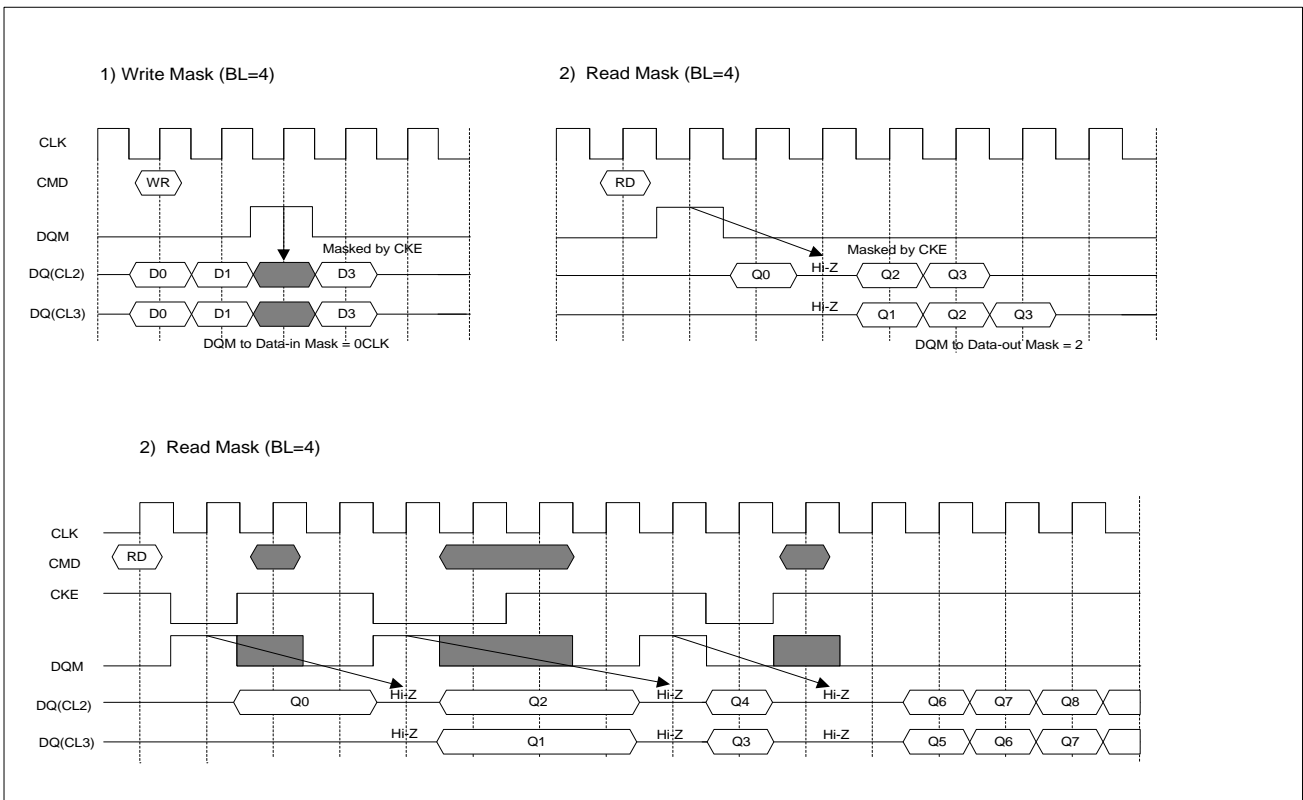 1) Write Mask (BL=4)
2) Read Mask (BL=4)
CLK
CMD
WR
RD
DQM
Masked by CKE
Masked by CKE
DQ(CL2)
D0
D1
D3
Q0
Hi-Z
Q2
Q3
DQ(CL3)
D0
D1
D3
Hi-Z
Q1
Q2
Q3
DQM to Data-in Mask = 0CLK
DQM to Data-out Mask = 2
2) Read Mask (BL=4)
CLK
CMD
RD
CKE
DQM
DQ(CL2)
Q0
Hi-Z
Q2
Hi-Z
Q4
Hi-Z
Q6
Q7
Q8
DQ(CL3)
Hi-Z
Q1
Hi-Z
Q3
Hi-Z
Q5
Q6
Q7